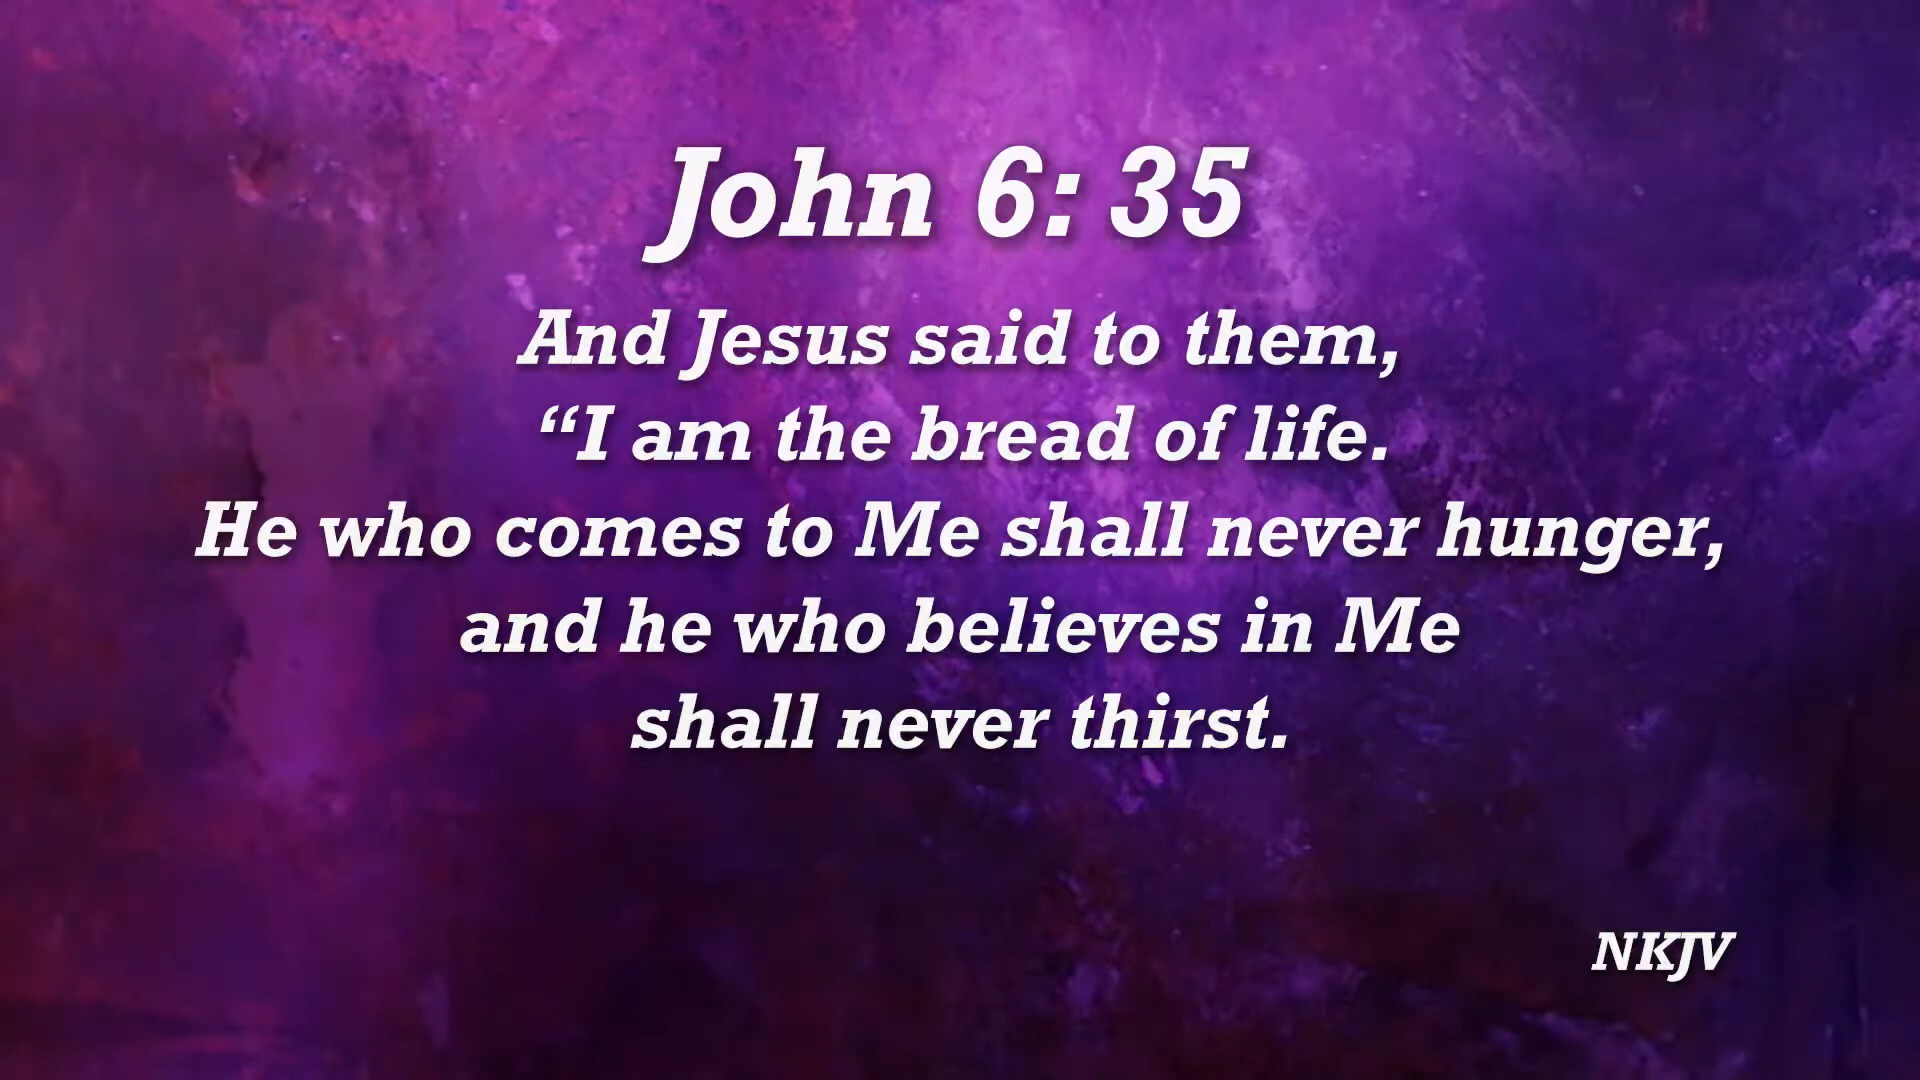 John 6: 35
And Jesus said to them,
“I am the bread of life.
He who comes to Me shall never hunger,
and he who believes in Me
shall never thirst.
NKJV